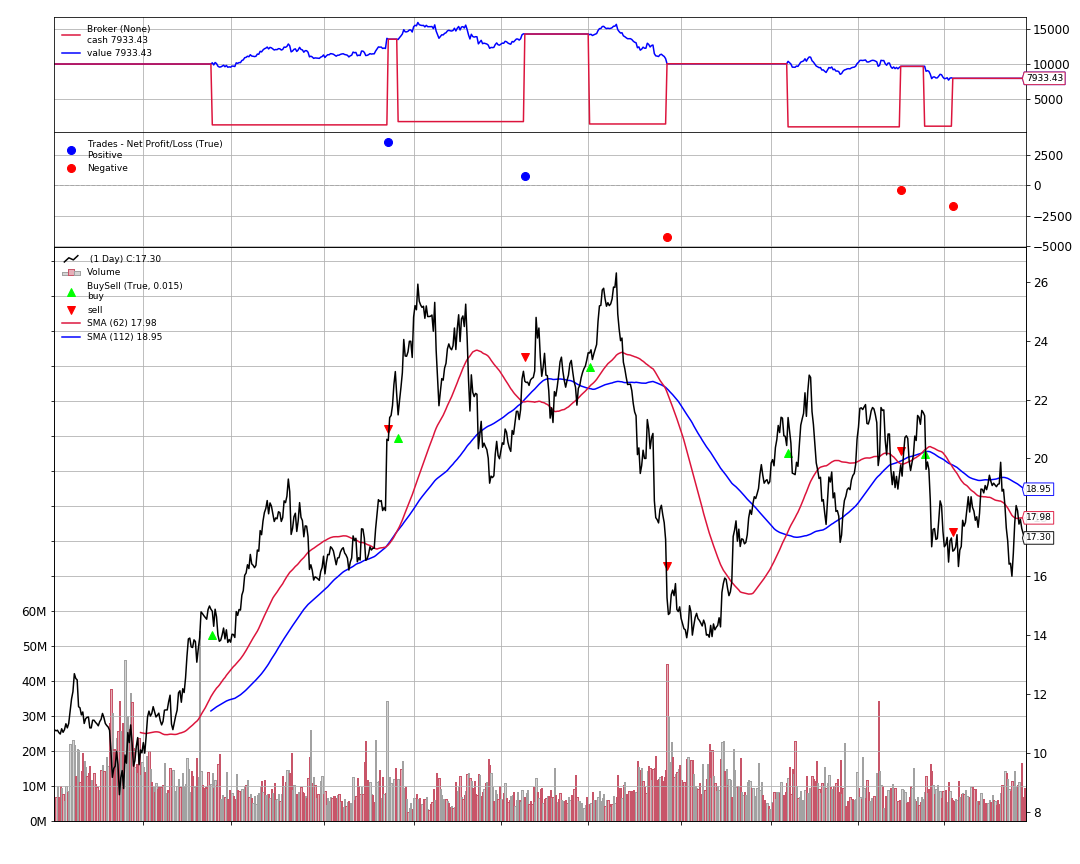 Broker (None)
cash 7933.43
value 7933.43
15000
10000
7933.43
5000
Trades - Net Profit/Loss (True)
Positive
Negative
2500
0
−2500
−5000
(1 Day) C:17.30
Volume
BuySell (True, 0.015)
buy
sell
SMA (62) 17.98
SMA (112) 18.95
26
24
22
20
18.95
17.98
17.30
16
14
12
10
8
60M
50M
40M
30M
20M
10M
0M